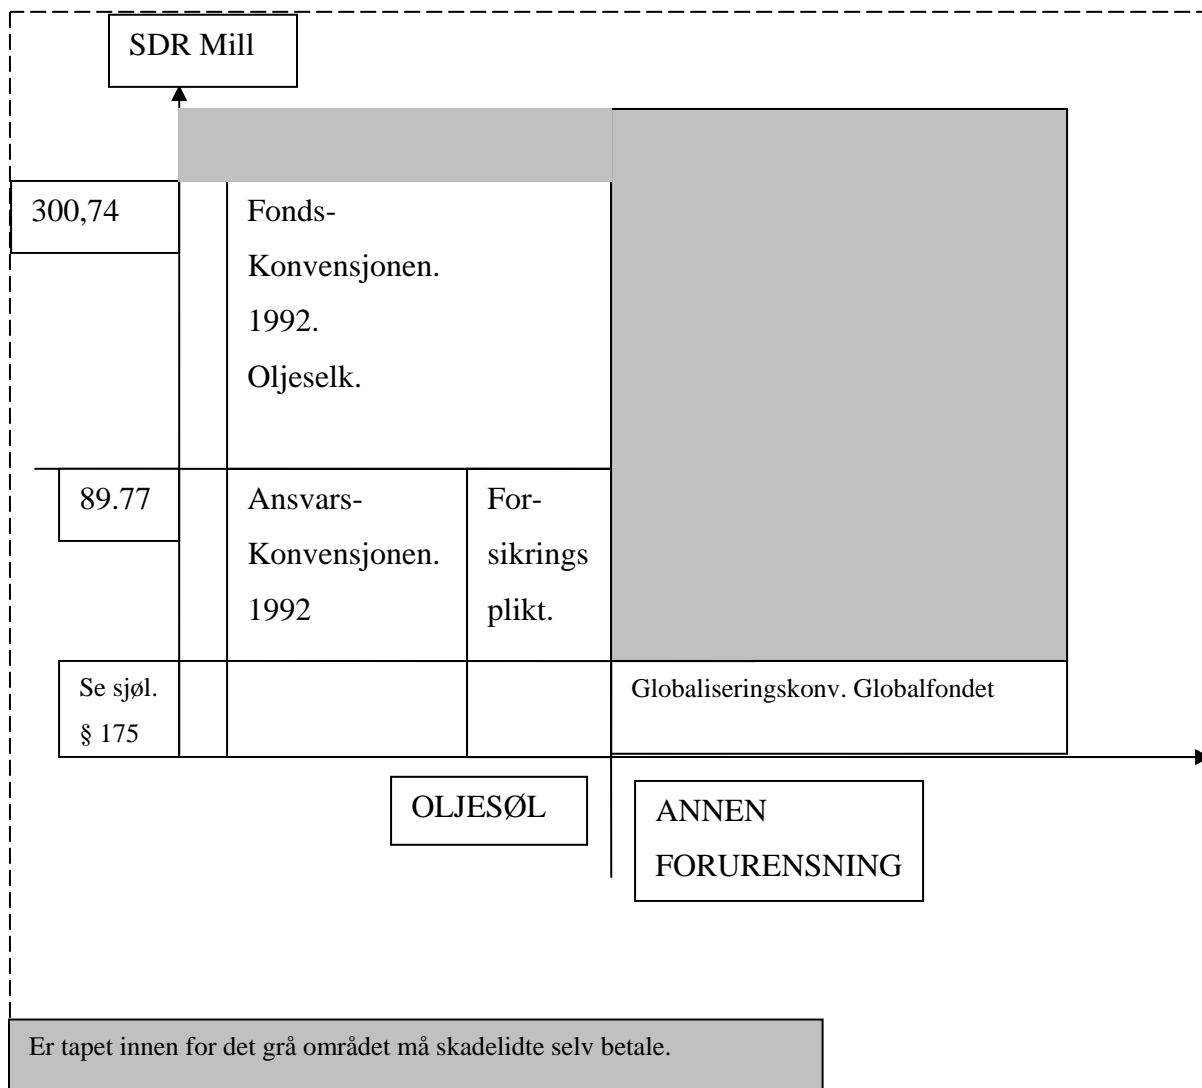 SDR Mill
300,74
Fonds-
Konvensjonen.
1992.
Oljeselk.
89.77
Ansvars-
Konvensjonen.
1992
For-
sikrings
plikt.
Se sjøl.
§ 175
Globaliseringskonv. Globalfondet
OLJESØL
ANNEN
FORURENSNING
Er tapet innen for det grå området må skadelidte selv betale.